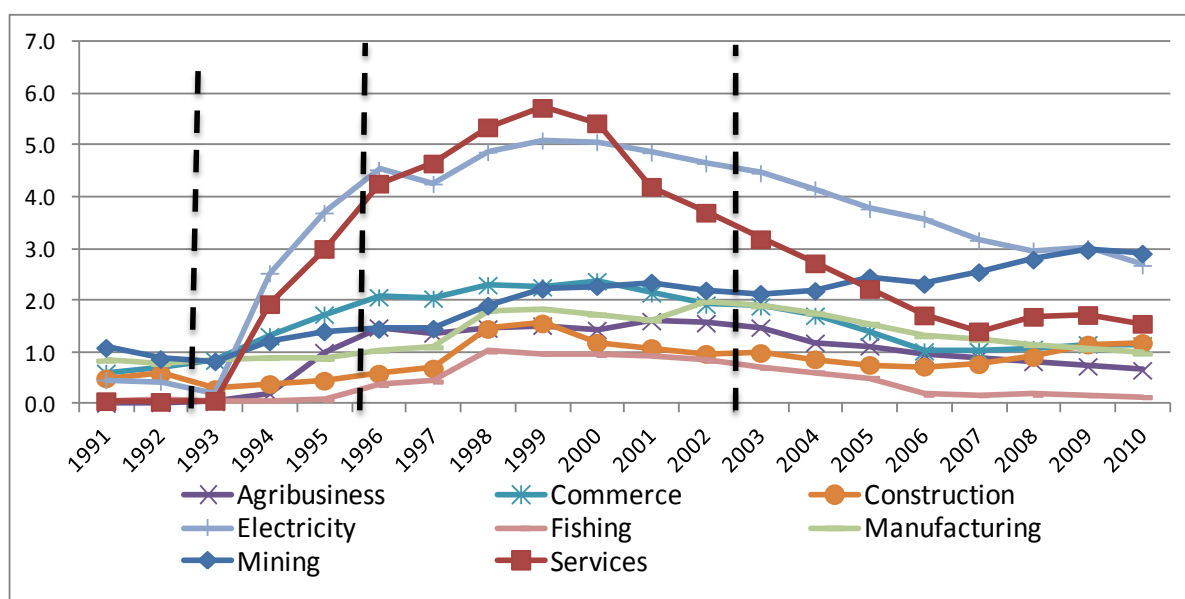 7.0
6.0
5.0
4.0
3.0
2.0
1.0
0.0
1991 1992 1993 1994 1995 1996 1997 1998 1999 2000 2001 2002 2003 2004 2005 2006 2007 2008 2009 2010
Agribusiness Commerce Construction
Electricity Fishing Manufacturing
Mining Services